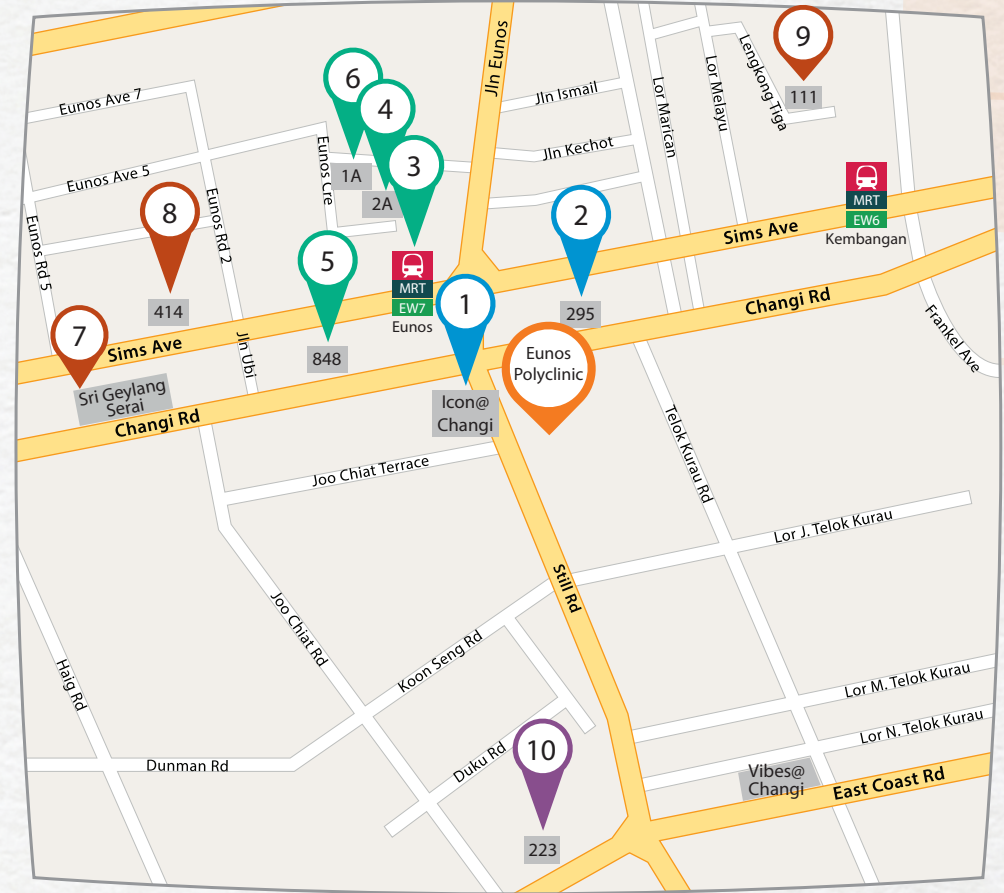 9
Jln Eunos
Lengkong Tiga
6
Lor Melayu
Lor Marican
Eunos Ave 7
Jln Ismail
111
4
Jln Kechot
3
Eunos Cre
1A
Eunos Ave 5
MRT
EW6
Kembangan
2A
8
Eunos Rd 2
2
Eunos Rd 5
Sims Ave
5
MRT
EW7
Eunos
1
414
295
Changi Rd
Frankel Ave
7
Sims Ave
Jln Ubi
848
Eunos
Polyclinic
Sri Geylang
Serai
Changi Rd
Icon@
Changi
Telok Kurau Rd
Joo Chiat Terrace
Lor J. Telok Kurau
Still Rd
Joo Chiat Rd
Koon Seng Rd
Haig Rd
Lor M. Telok Kurau
Lor N. Telok Kurau
10
Duku Rd
Dunman Rd
Vibes@
Changi
East Coast Rd
223